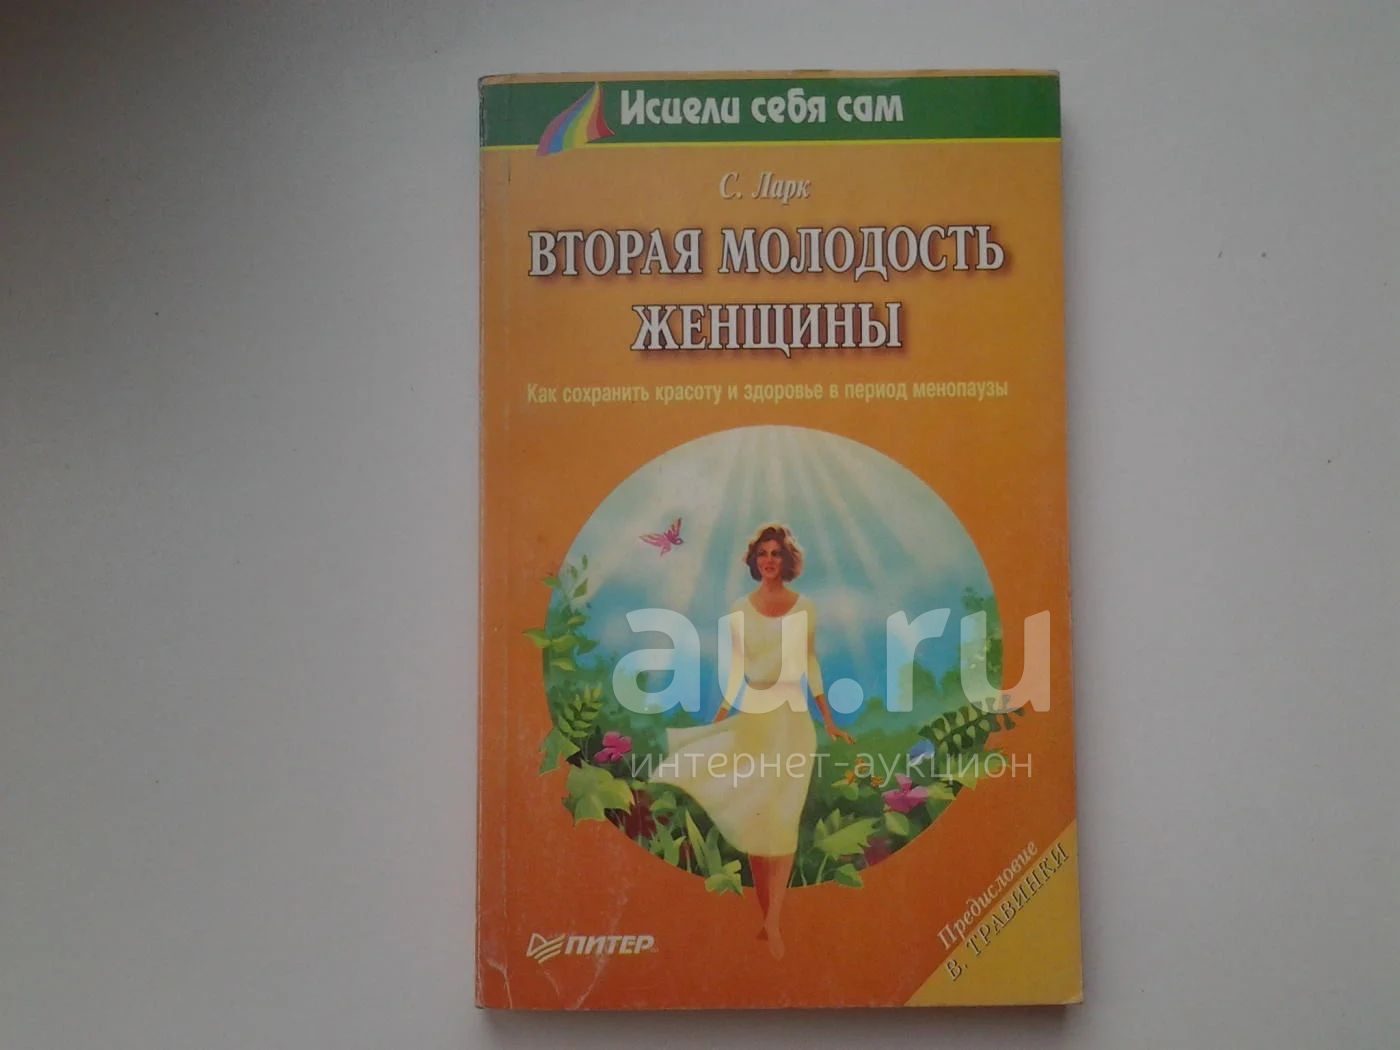 Исцели себя сам
С. Ларк
ВТОРАЯ МОЛОДОСТЬ
ЖЕНЩИНЫ
Как сохранить красоту и здоровье в период менопаузы
au.ru
интернет-аукцион
Предисловие
В. ТРАВИНКИ
ПИТЕР